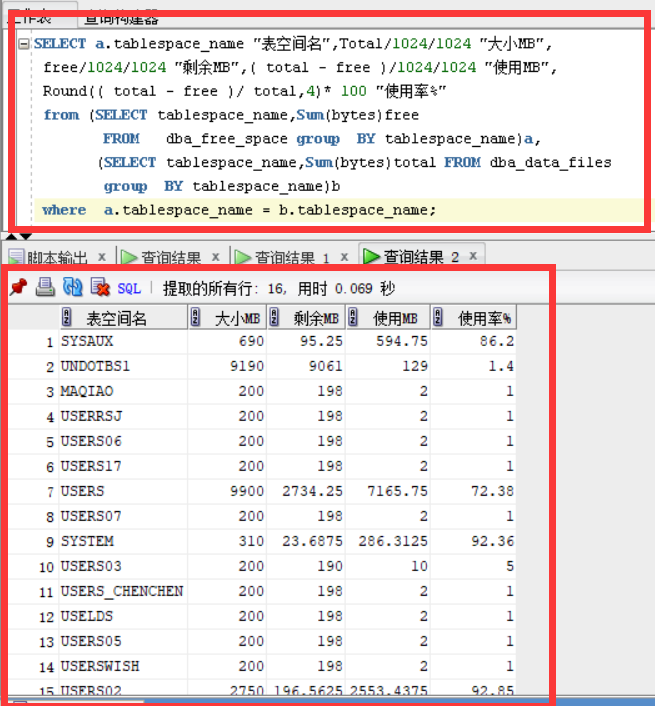 工作表 查询构建器
SELECT a.tablespace_name "表空间名",Total/1024/1024 "大小MB",
free/1024/1024 "剩余MB",( total - free )/1024/1024 "使用MB",
Round(( total - free )/ total,4)* 100 "使用率%"
from (SELECT tablespace_name,Sum(bytes)free
FROM dba_free_space group BY tablespace_name)a,
(SELECT tablespace_name,Sum(bytes)total FROM dba_data_files
group BY tablespace_name)b
where a.tablespace_name = b.tablespace_name;
脚本输出 x 查询结果 x 查询结果 1 x 查询结果 2 x
SQL | 提取的所有行: 16, 用时 0.069 秒
表空间名 大小MB 剩余MB 使用MB 使用率%
1 SYSAUX 690 95.25 594.75 86.2
2 UNDOTBS1 9190 9061 129 1.4
3 MAQIAO 200 198 2 1
4 USERRSJ 200 198 2 1
5 USERS06 200 198 2 1
6 USERS17 200 198 2 1
7 USERS 9900 2734.25 7165.75 72.38
8 USERS07 200 198 2 1
9 SYSTEM 310 23.6875 286.3125 92.36
10 USERS03 200 190 10 5
11 USERS_CHENCHEN 200 198 2 1
12 USELDS 200 198 2 1
13 USERS05 200 198 2 1
14 USERSWISH 200 198 2 1
15 USERS02 2750 196.5625 2553.4375 92.85